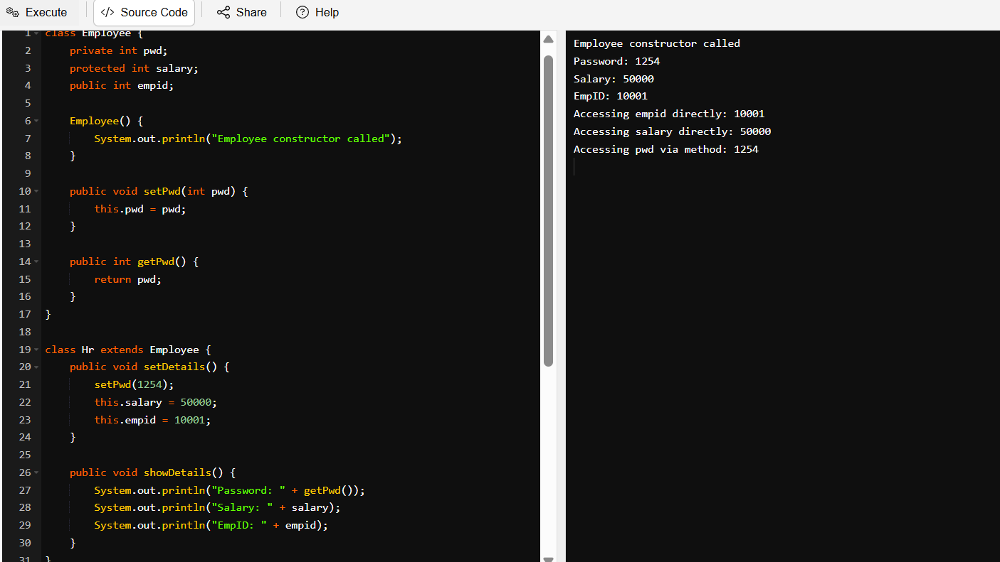 Execute </> Source Code Share ? Help
1 class Employee {
2     private int pwd;
3     protected int salary;
4     public int empid;
5
6     Employee() {
7         System.out.println("Employee constructor called");
8     }
9
10     public void setPwd(int pwd) {
11         this.pwd = pwd;
12     }
13
14     public int getPwd() {
15         return pwd;
16     }
17 }
18
19 class Hr extends Employee {
20     public void setDetails() {
21         setPwd(1254);
22         this.salary = 50000;
23         this.empid = 10001;
24     }
25
26     public void showDetails() {
27         System.out.println("Password: " + getPwd());
28         System.out.println("Salary: " + salary);
29         System.out.println("EmpID: " + empid);
30     }
31 }
Employee constructor called
Password: 1254
Salary: 50000
EmpID: 10001
Accessing empid directly: 10001
Accessing salary directly: 50000
Accessing pwd via method: 1254